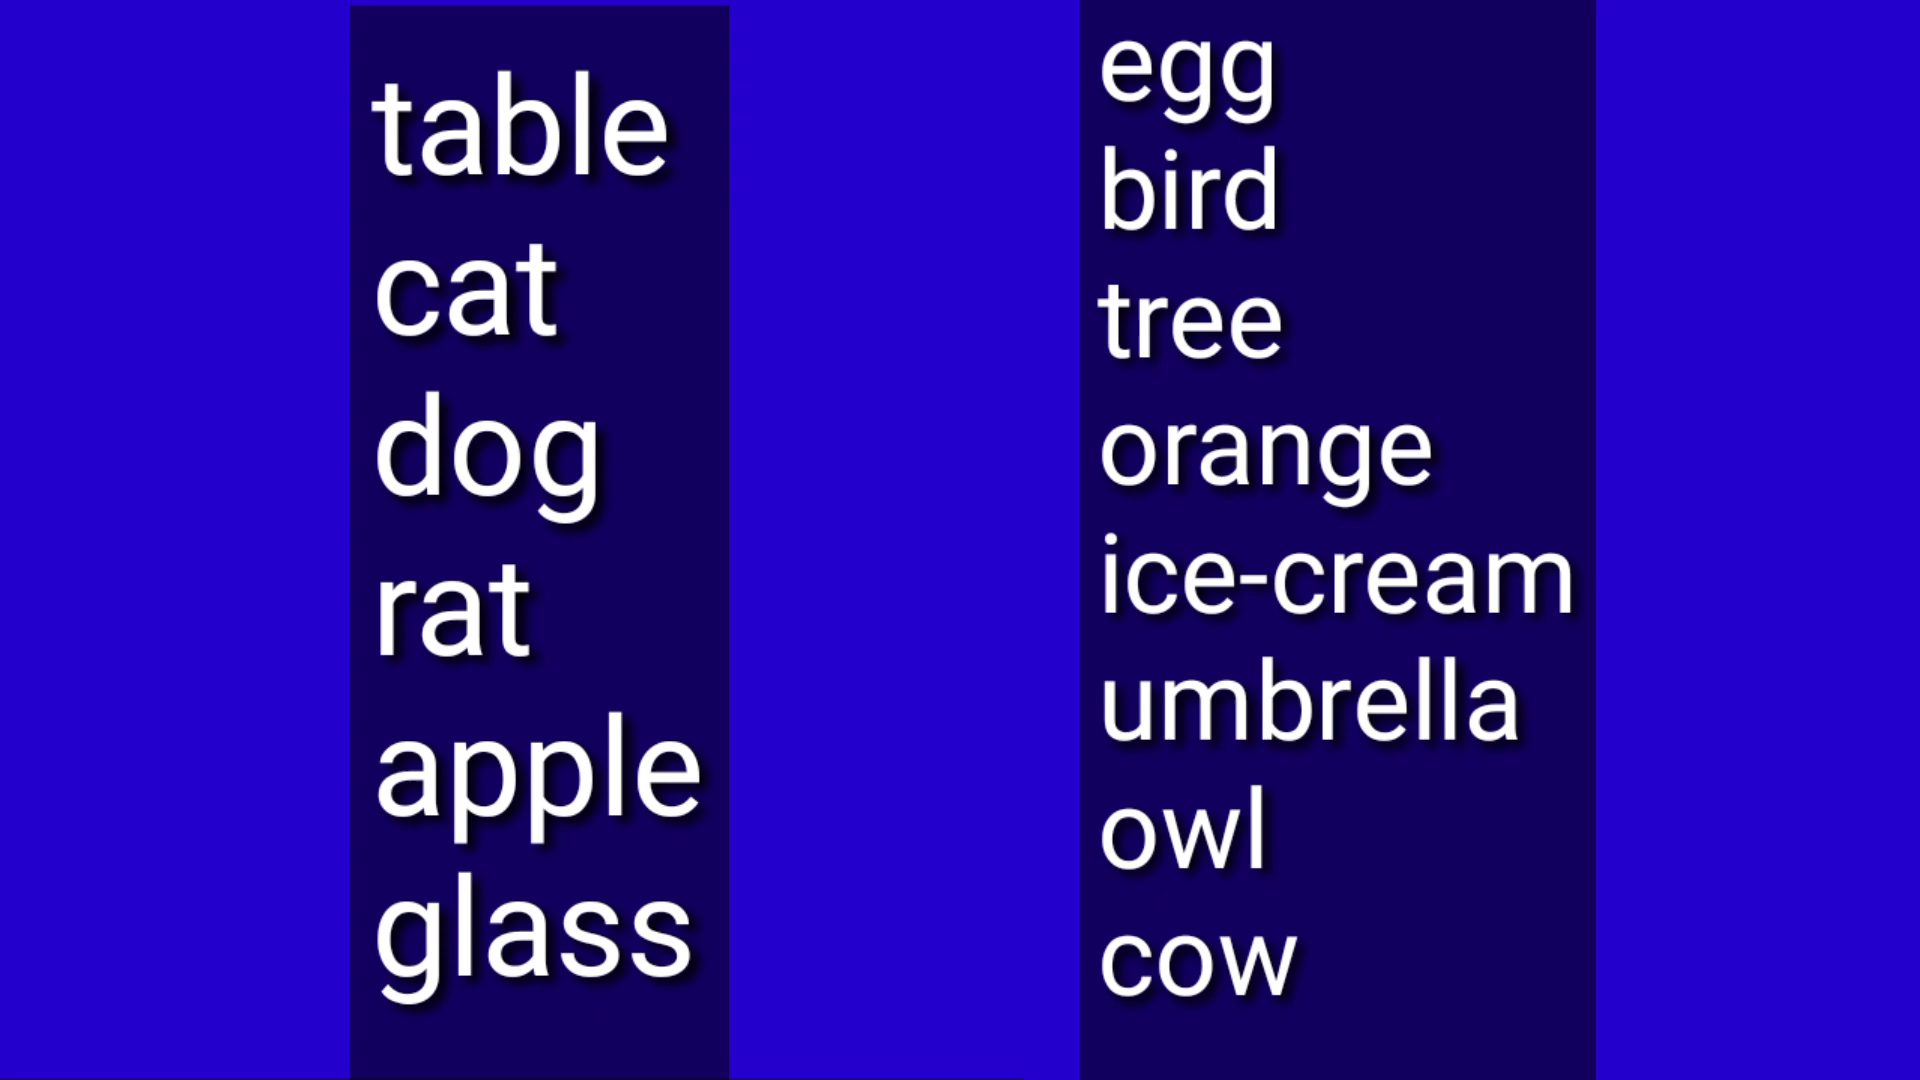 table
cat
dog
rat
apple
glass
egg
bird
tree
orange
ice-cream
umbrella
owl
cow